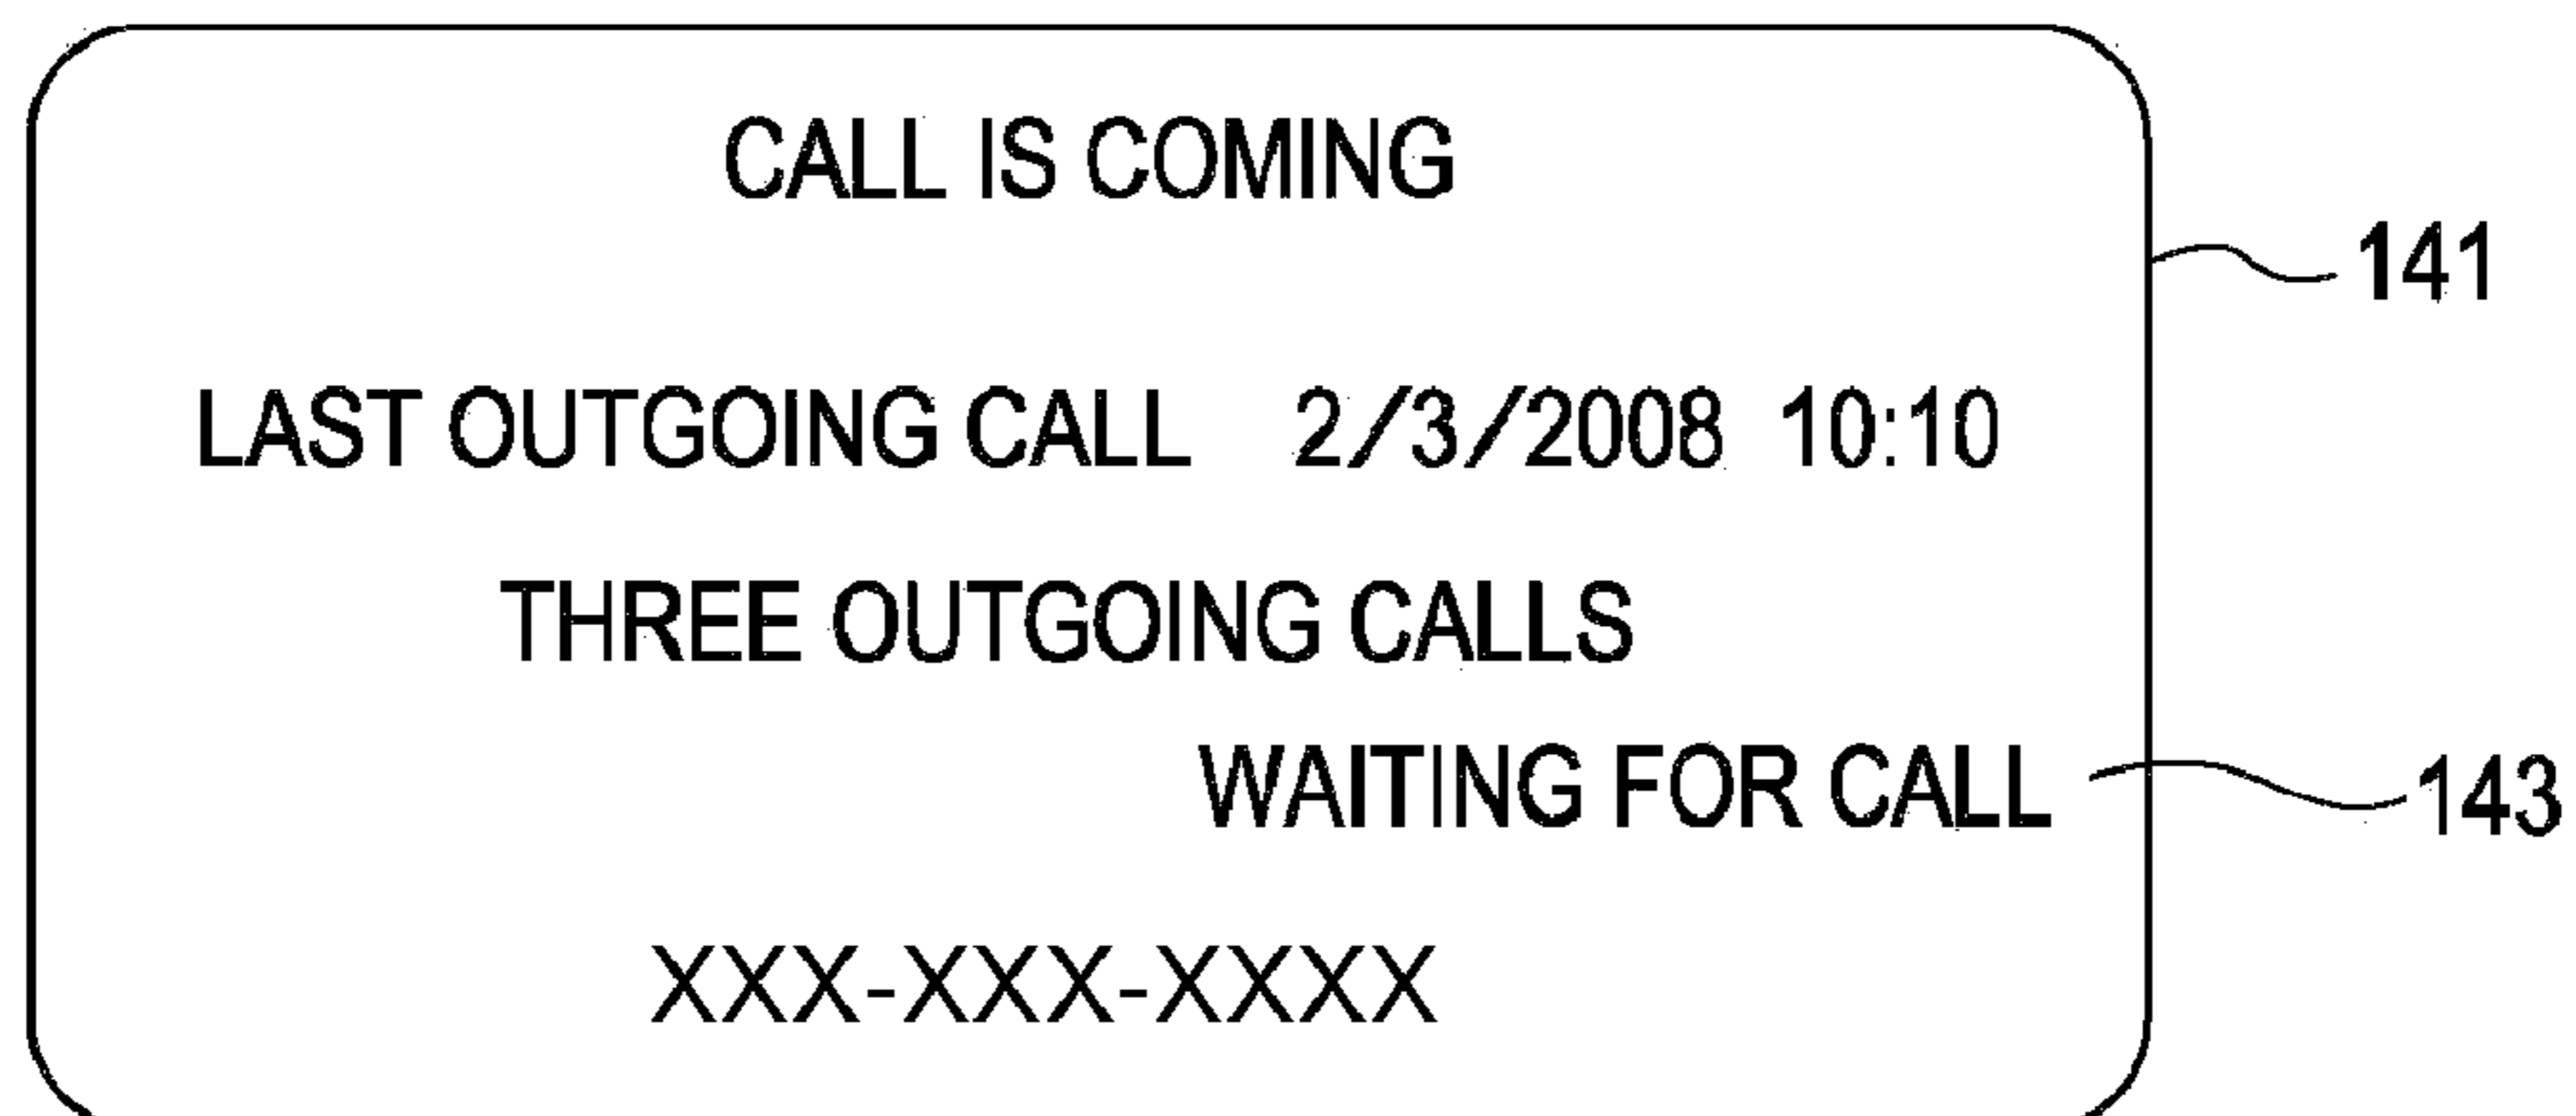 CALL IS COMING
141
LAST OUTGOING CALL 2/3/2008 10:10
THREE OUTGOING CALLS
WAITING FOR CALL
143
XXX-XXX-XXXX